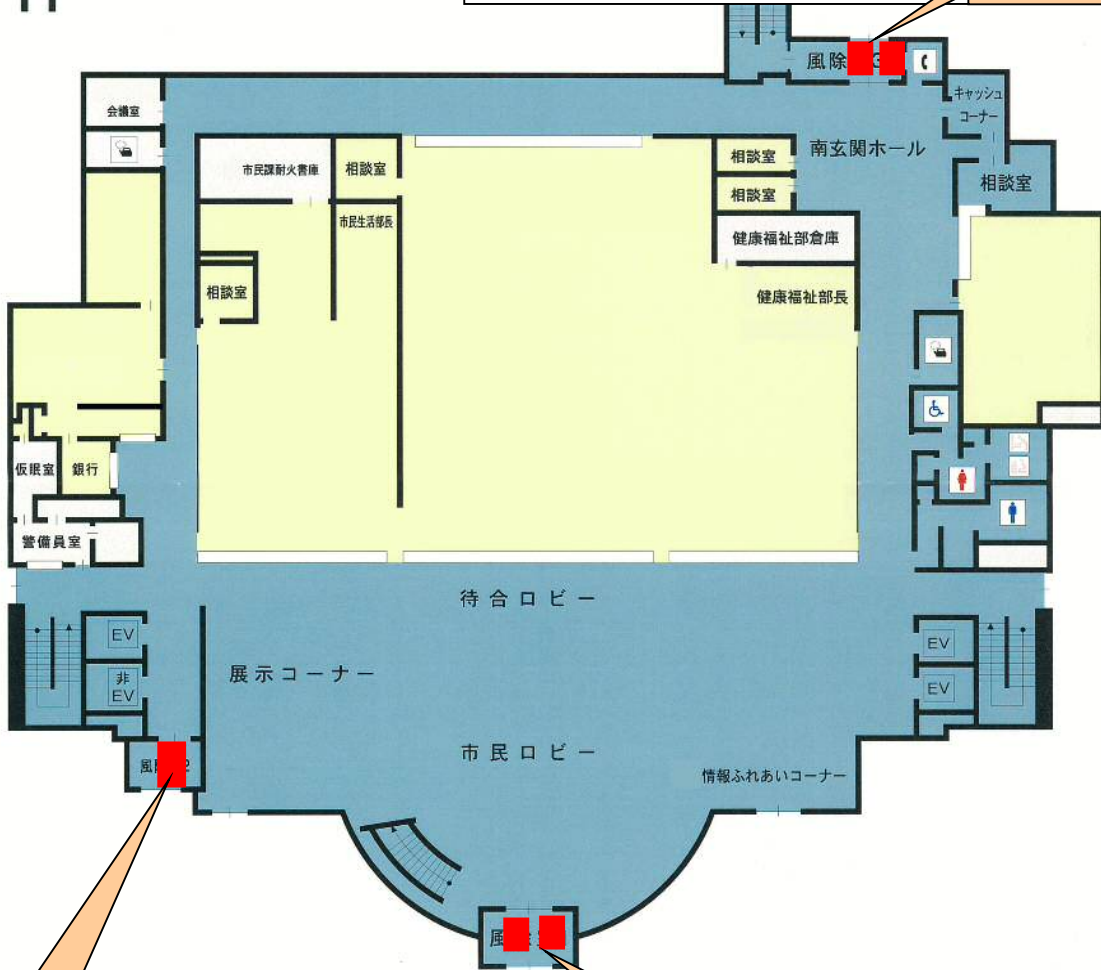 風除
キャッシュ
コーナー
会議室
南玄関ホール
相談室
相談室
市民課耐火書庫
相談室
相談室
市民生活部長
健康福祉部倉庫
相談室
健康福祉部長
仮眠室
銀行
警備員室
待合ロビー
EV
EV
展示コーナー
非
EV
EV
市民ロビー
風
2
情報ふれあいコーナー
風